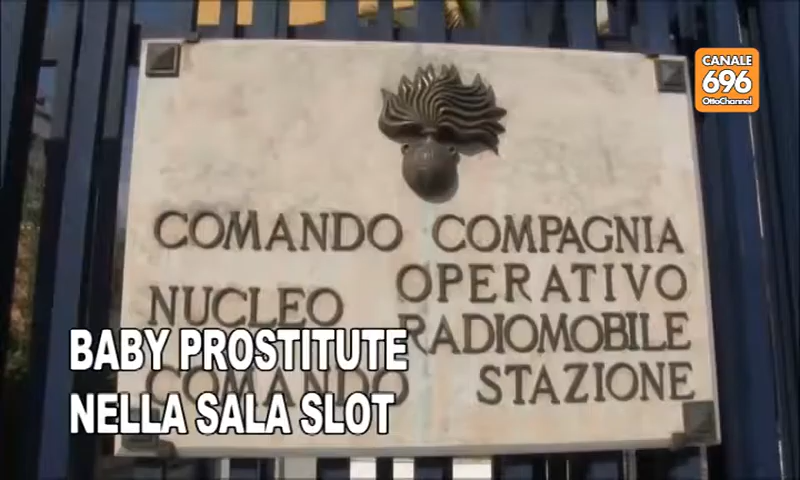 CANALE
696
OttoChannel
COMANDO COMPAGNIA
NUCLEO OPERATIVO
RADIOMOBILE
COMANDO STAZIONE
BABY PROSTITUTE
NELLA SALA SLOT